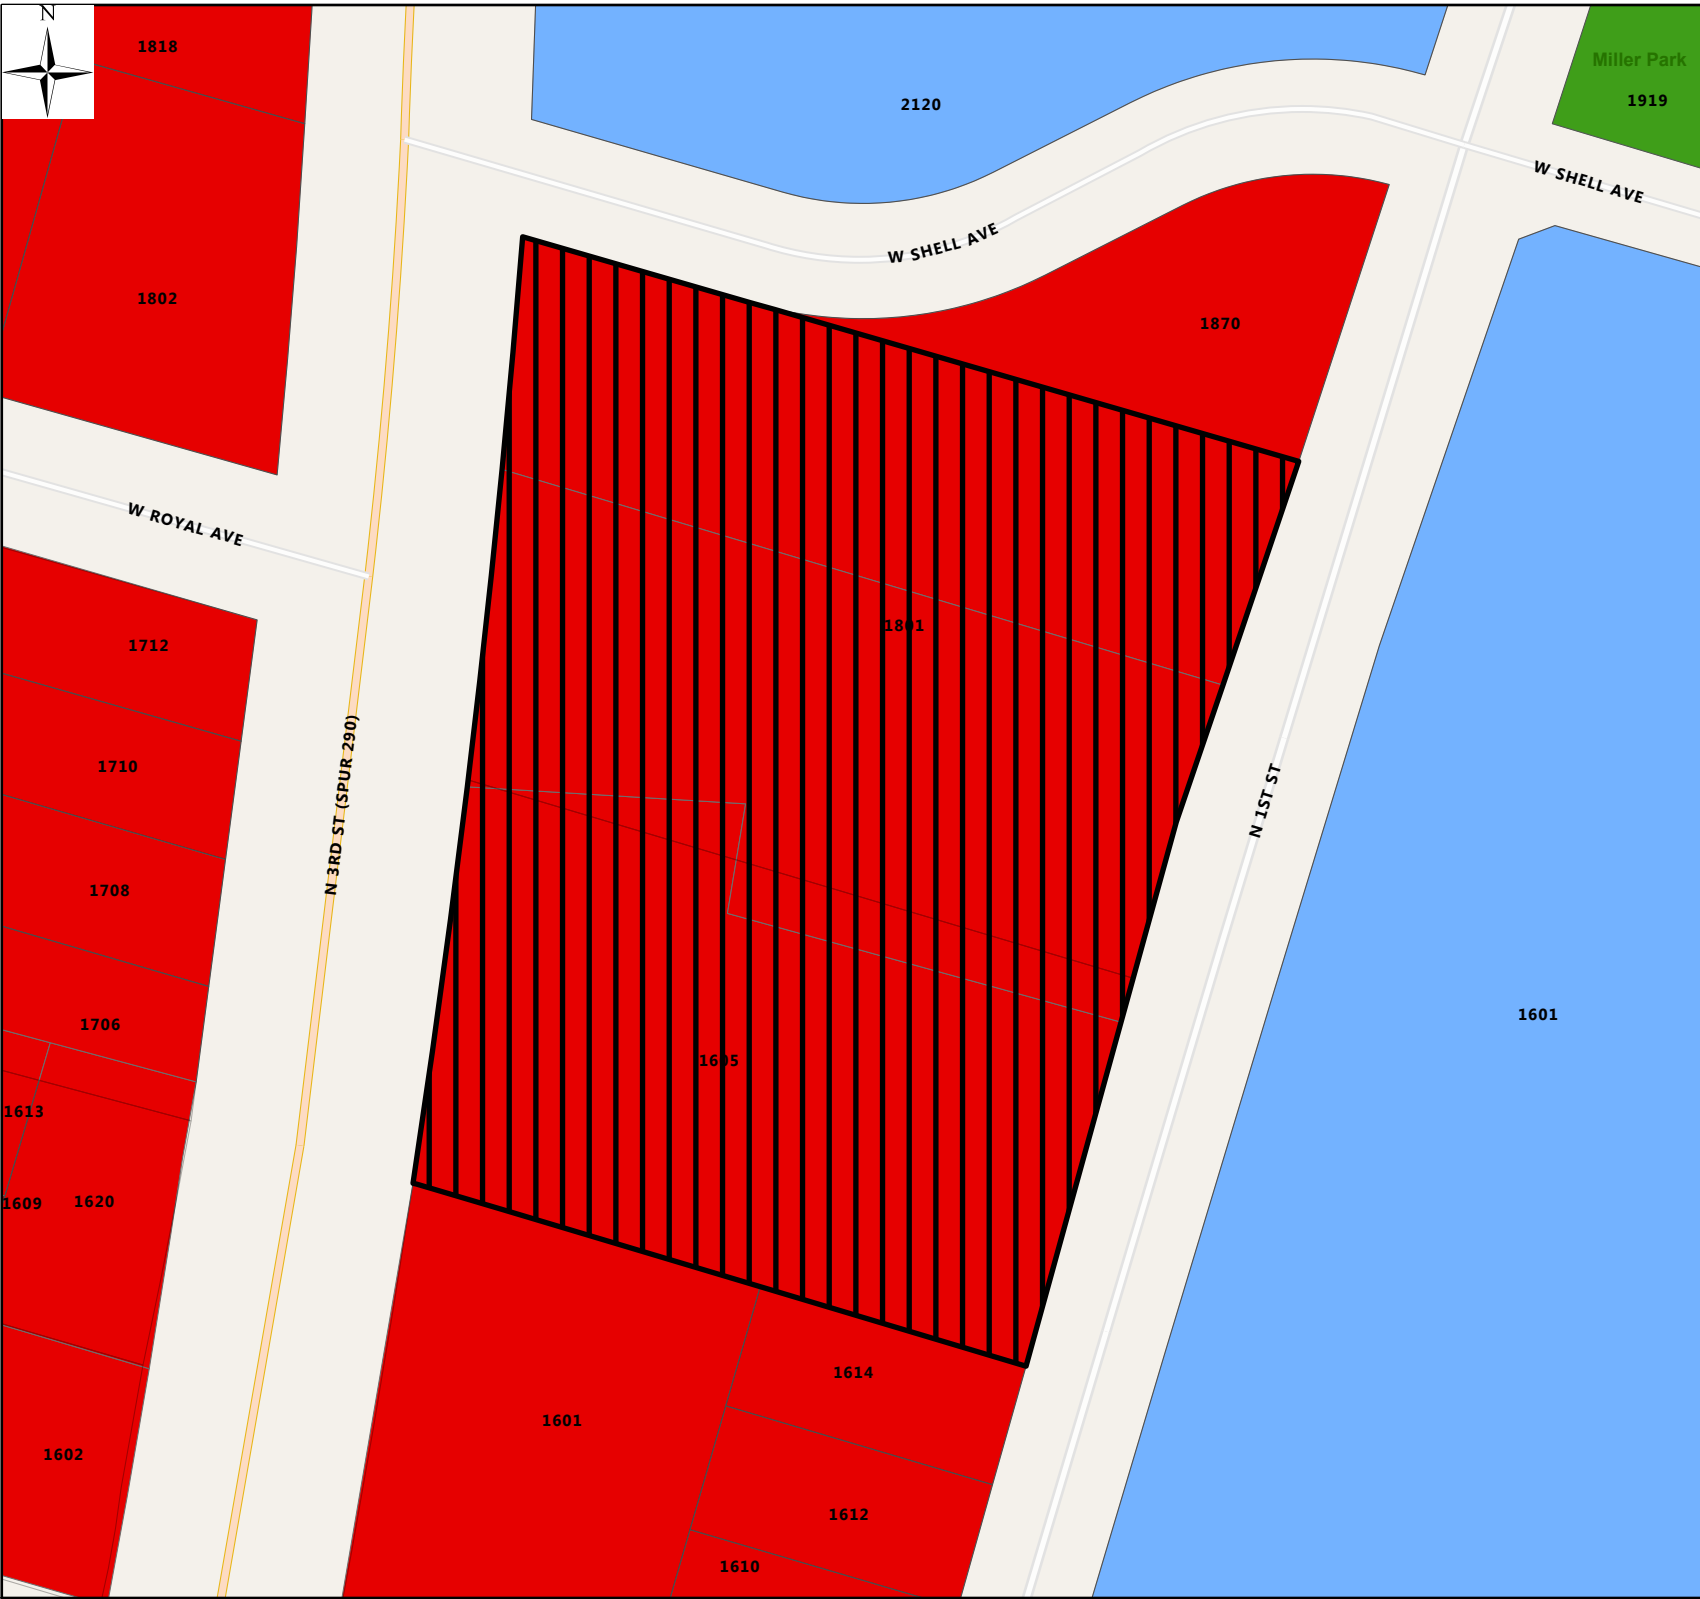 N
1818
Miller Park
1919
2120
W SHELL AVE
W SHELL AVE
1802
1870
W ROYAL AVE
1801
1712
1710
N 3RD ST (SPUR 290)
N 1ST ST
1708
1601
1706
1605
1613
1609
1620
1614
1601
1602
1612
1610